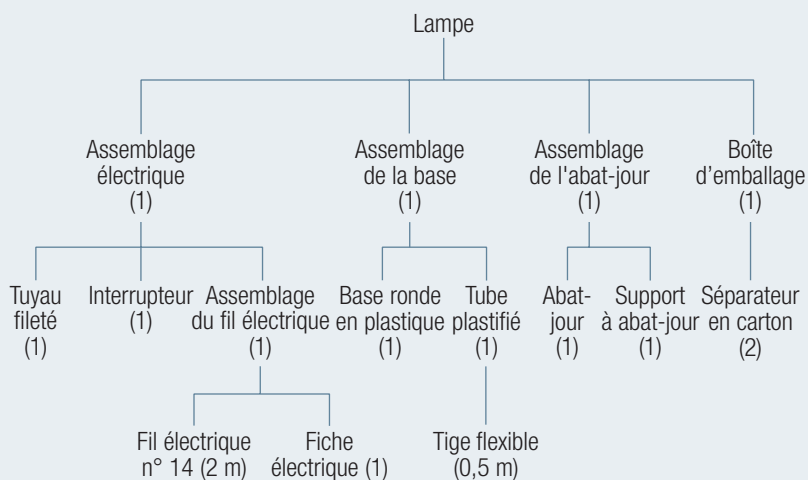 Lampe
Assemblage
électrique
(1)
Assemblage
de la base
(1)
Assemblage
de l'abat-jour
(1)
Boîte
d’emballage
(1)
Tuyau
fileté
(1)
Interrupteur
(1)
Assemblage
du fil électrique
(1)
Base ronde
en plastique
(1)
Tube
plastifié
(1)
Abat-
jour
(1)
Support
à abat-jour
(1)
Séparateur
en carton
(2)
Fil électrique
n° 14 (2 m)
Fiche
électrique (1)
Tige flexible
(0,5 m)